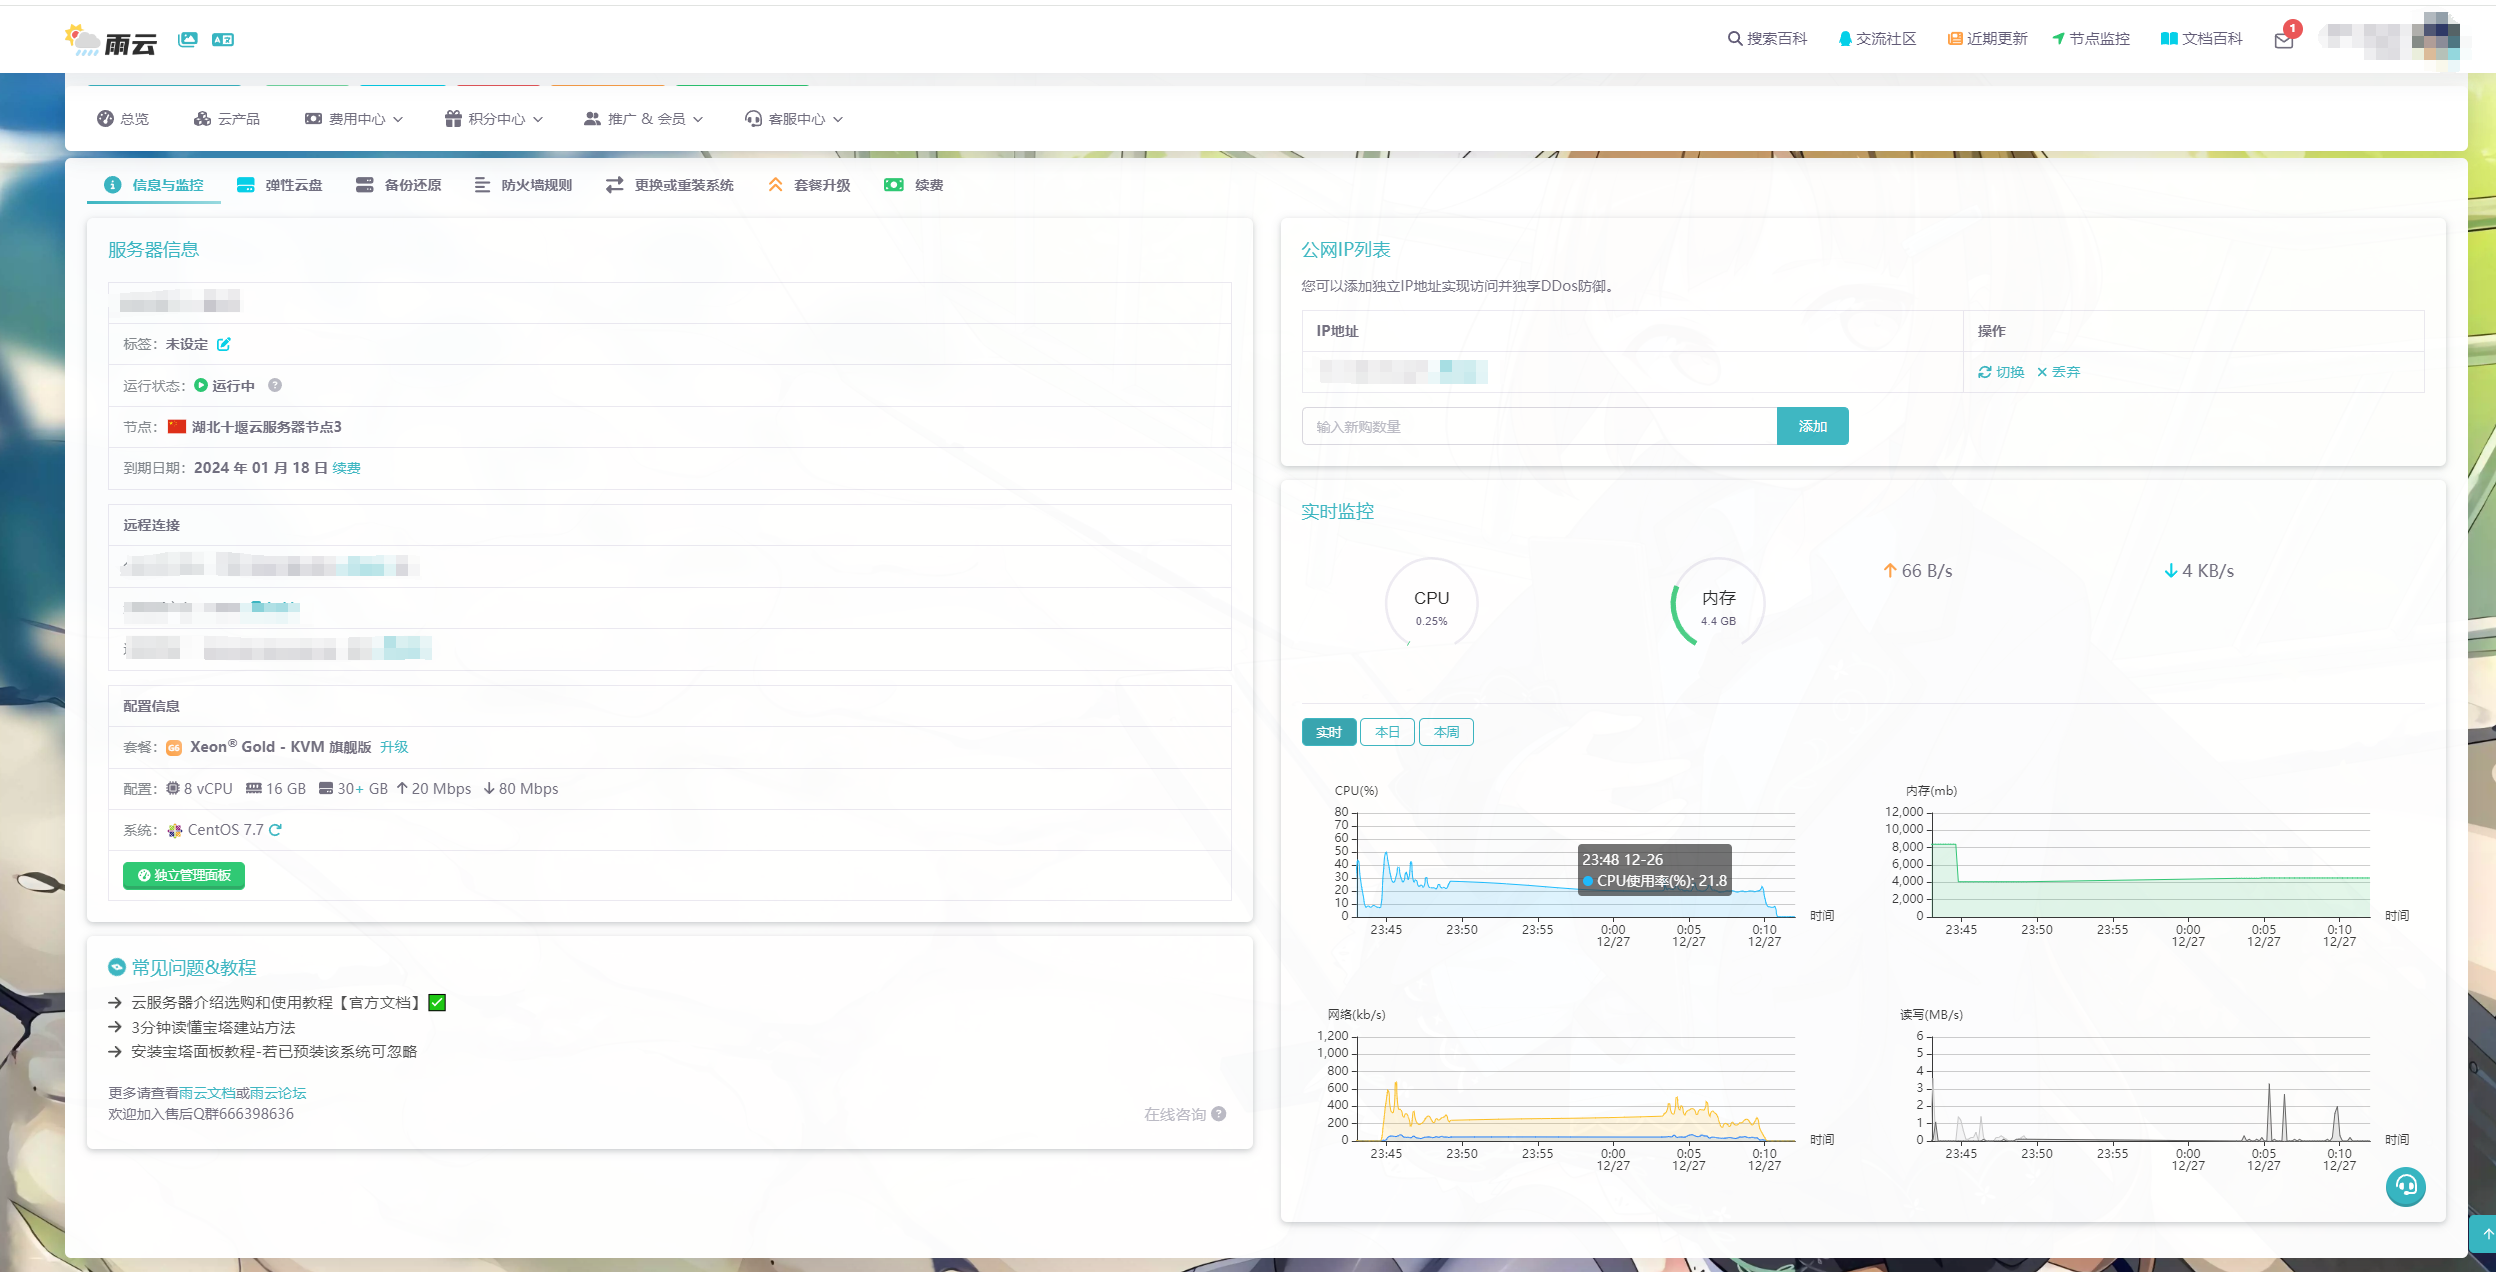 雨云
搜索百科 交流社区 近期更新 节点监控 文档百科 1
总览 云产品 费用中心 积分中心 推广 & 会员 客服中心
信息与监控 弹性云盘 备份还原 防火墙规则 更换或重装系统 套餐升级 续费
服务器信息
标签：未设定
运行状态：运行中
节点：湖北十堰云服务器节点3
到期日期：2024 年 01 月 18 日 续费
远程连接
配置信息
套餐：G6 Xeon® Gold - KVM 旗舰版 升级
配置：8 vCPU 16 GB 30+ GB 20 Mbps 80 Mbps
系统：CentOS 7.7
独立管理面板
常见问题&教程
云服务器介绍选购和使用教程【官方文档】
3分钟读懂宝塔建站方法
安装宝塔面板教程-若已预装该系统可忽略
更多请查看雨云文档或雨云论坛
欢迎加入售后Q群666398636
在线咨询
公网IP列表
您可以添加独立IP地址实现访问并独享DDos防御。
IP地址 操作
切换 丢弃
输入新购数量 添加
实时监控
CPU
0.25%
内存
4.4 GB
66 B/s
4 KB/s
实时 本日 本周
CPU(%)
80
70
60
50
40
30
20
10
0
23:48 12-26
CPU使用率(%): 21.8
时间
23:45 23:50 23:55 0:00 0:05 0:10
12/27 12/27 12/27
内存(mb)
12,000
10,000
8,000
6,000
4,000
2,000
0
时间
23:45 23:50 23:55 0:00 0:05 0:10
12/27 12/27 12/27
网络(kb/s)
1,200
1,000
800
600
400
200
0
时间
23:45 23:50 23:55 0:00 0:05 0:10
12/27 12/27 12/27
读写(MB/s)
6
5
4
3
2
1
0
时间
23:45 23:50 23:55 0:00 0:05 0:10
12/27 12/27 12/27